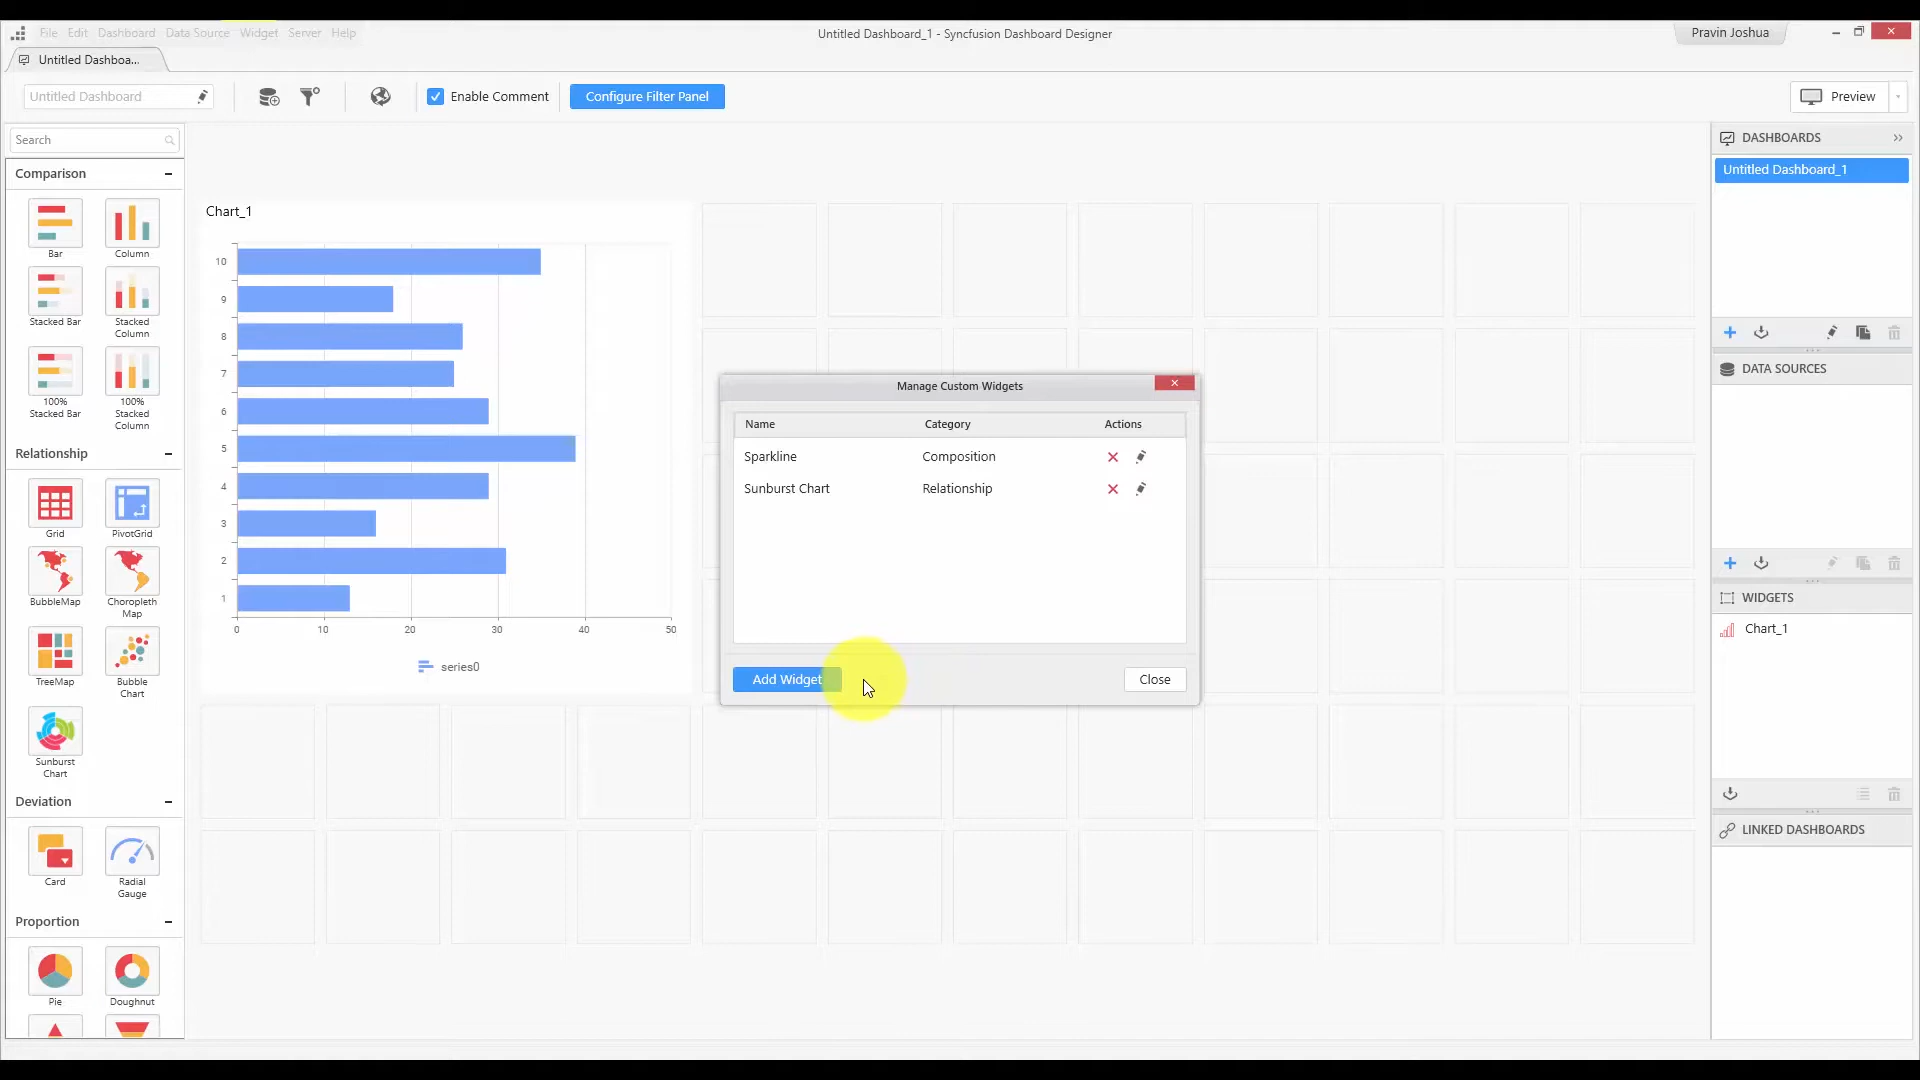 File Edit Dashboard Data Source Widget Server Help
Untitled Dashboard_1 - Syncfusion Dashboard Designer
Pravin Joshua
Untitled Dashboa...
Untitled Dashboard
Enable Comment
Configure Filter Panel
Preview
Search
Comparison
Bar
Column
Stacked Bar
Stacked
Column
100%
Stacked Bar
100%
Stacked
Column
Relationship
Grid
PivotGrid
BubbleMap
Choropleth
Map
TreeMap
Bubble
Chart
Sunburst
Chart
Deviation
Card
Radial
Gauge
Proportion
Pie
Doughnut
Chart_1
10
9
8
7
6
5
4
3
2
1
0 10 20 30 40 50
series0
Manage Custom Widgets
Name Category Actions
Sparkline Composition
Sunburst Chart Relationship
Add Widget
Close
DASHBOARDS
Untitled Dashboard_1
DATA SOURCES
WIDGETS
Chart_1
LINKED DASHBOARDS